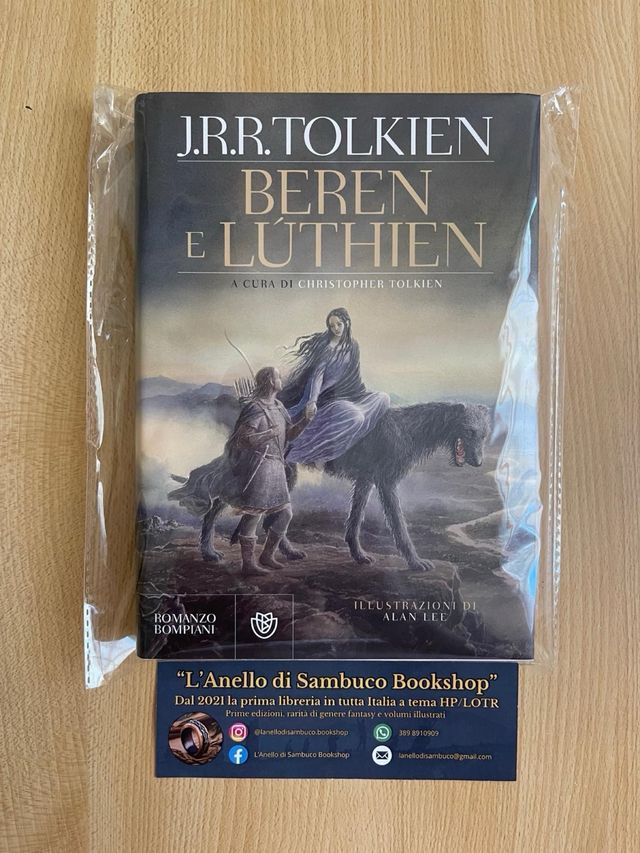 J.R.R. TOLKIEN
BEREN
E LÚTHIEN
A CURA DI CHRISTOPHER TOLKIEN
ILLUSTRAZIONI DI
ALAN LEE
ROMANZO
BOMPIANI
“L’Anello di Sambuco Bookshop”
Dal 2021 la prima libreria in tutta Italia a tema HP/LOTR
Prime edizioni, rarità di genere fantasy e volumi illustrati
@lanellodisambuco.bookshop
389 8910909
L'Anello di Sambuco Bookshop
lanellodisambuco@gmail.com